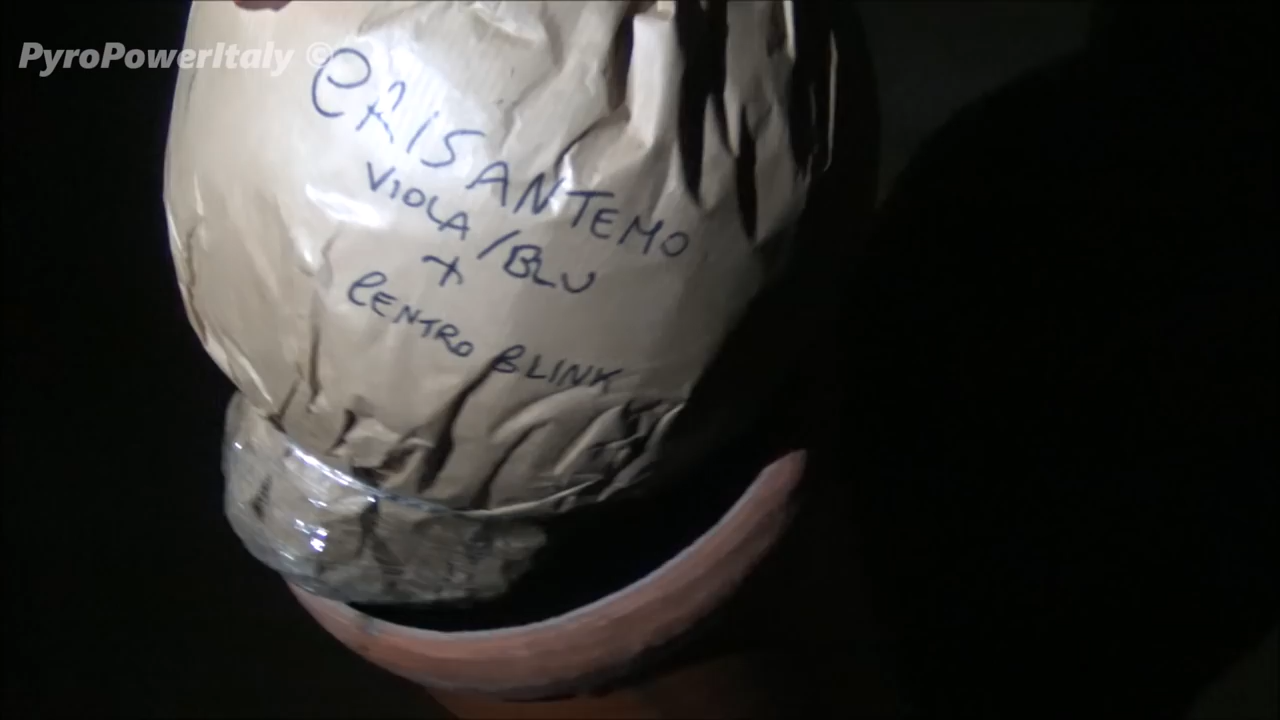 PyroPowerItaly ©
CRISANTEMO
VIOLA/BLU
+
CENTRO BLINK